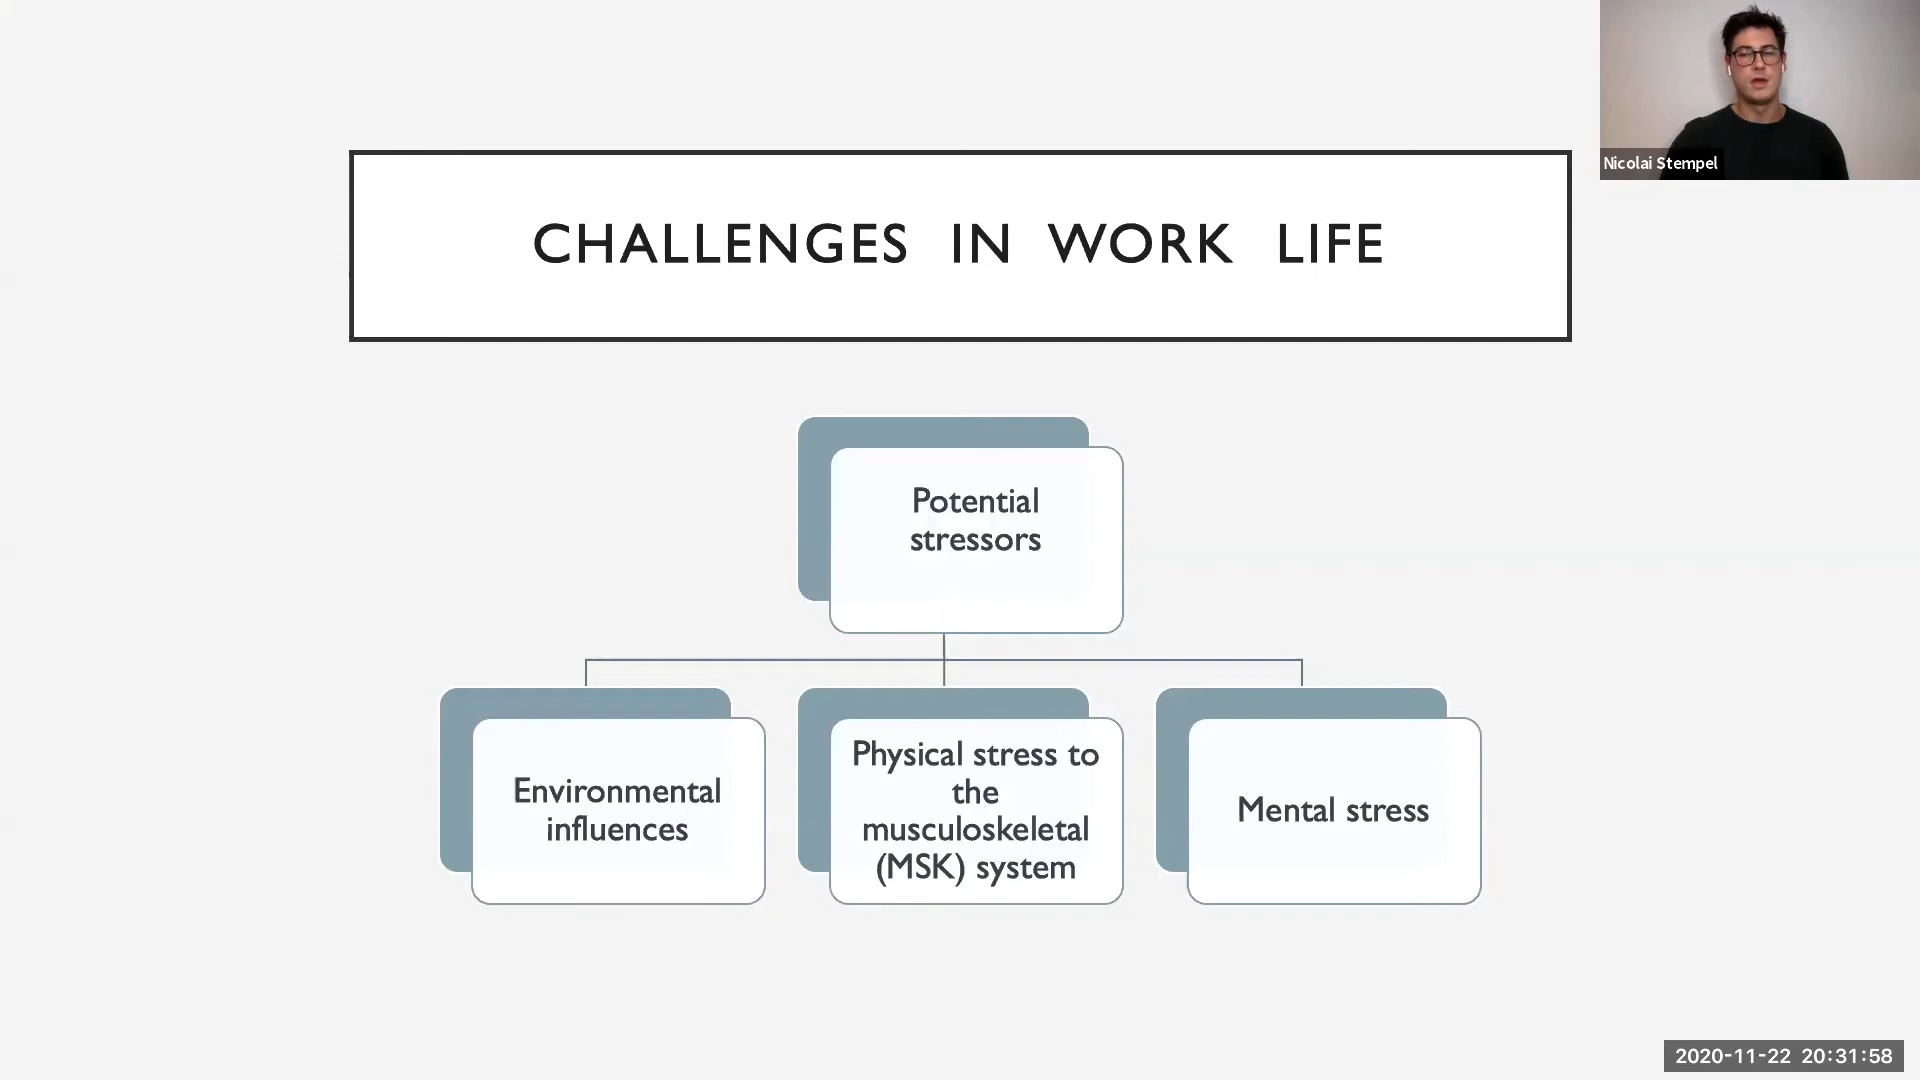 Nicolai Stempel
CHALLENGES IN WORK LIFE
Potential
stressors
Environmental
influences
Physical stress to
the
musculoskeletal
(MSK) system
Mental stress
2020-11-22 20:31:58